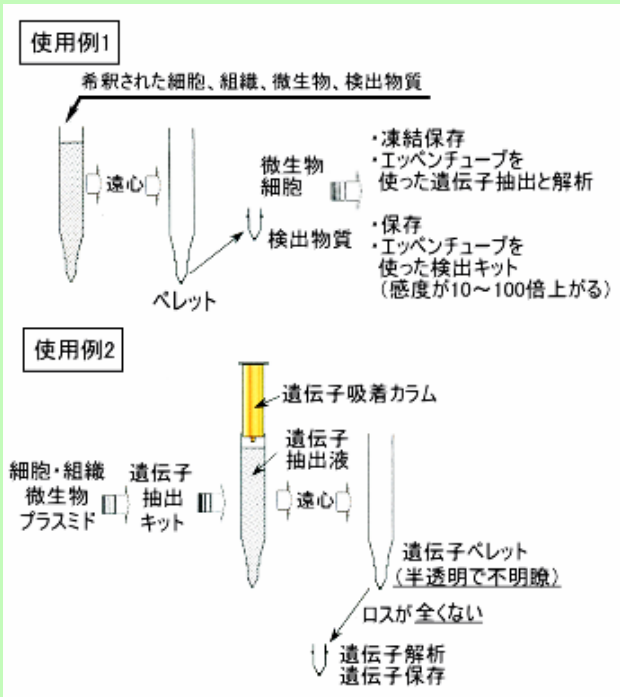 使用例1
希釈された細胞、組織、微生物、検出物質
遠心
ペレット
微生物
細胞
検出物質
・凍結保存
・エッペンチューブを
使った遺伝子抽出と解析
・保存
・エッペンチューブを
使った検出キット
(感度が10～100倍上がる)
使用例2
遺伝子吸着カラム
遺伝子
抽出液
細胞・組織
微生物
プラスミド
遺伝子
抽出
キット
遠心
遺伝子ペレット
(半透明で不明瞭)
ロスが全くない
遺伝子解析
遺伝子保存